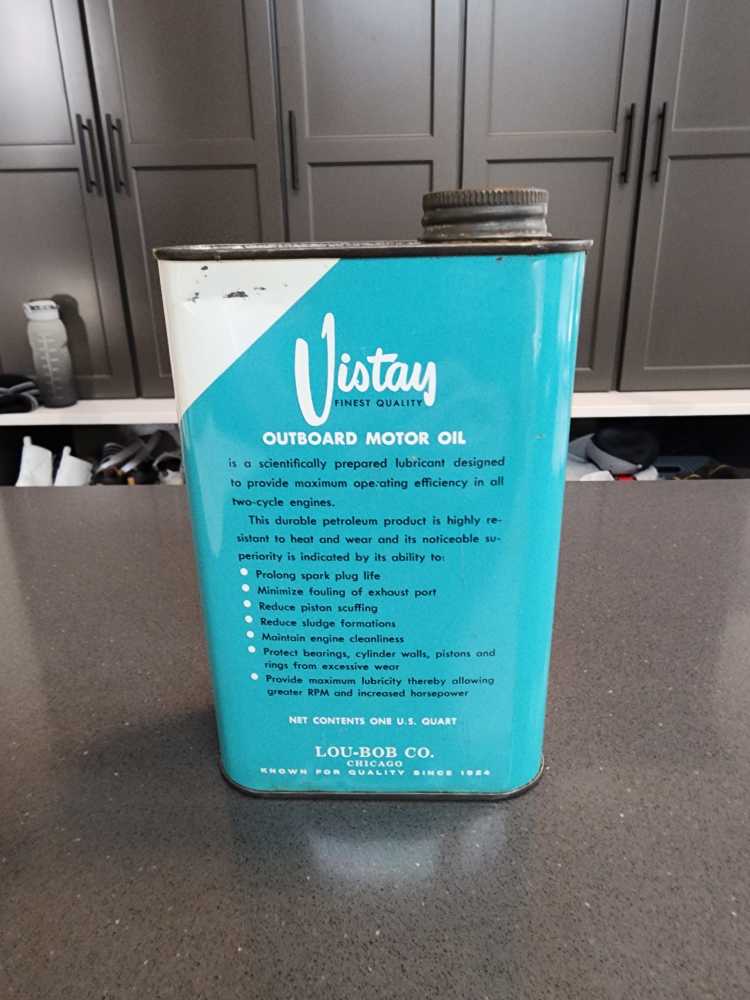 Vistay
FINEST QUALITY
OUTBOARD MOTOR OIL
is a scientifically prepared lubricant designed
to provide maximum operating efficiency in all
two-cycle engines.
This durable petroleum product is highly re-
sistant to heat and wear and its noticeable su-
periority is indicated by its ability to:
• Prolong spark plug life
• Minimize fouling of exhaust port
• Reduce piston scuffing
• Reduce sludge formations
• Maintain engine cleanliness
• Protect bearings, cylinder walls, pistons and
rings from excessive wear
• Provide maximum lubricity thereby allowing
greater RPM and increased horsepower
NET CONTENTS ONE U.S. QUART
LOU-BOB CO.
CHICAGO
KNOWN FOR QUALITY SINCE 1924